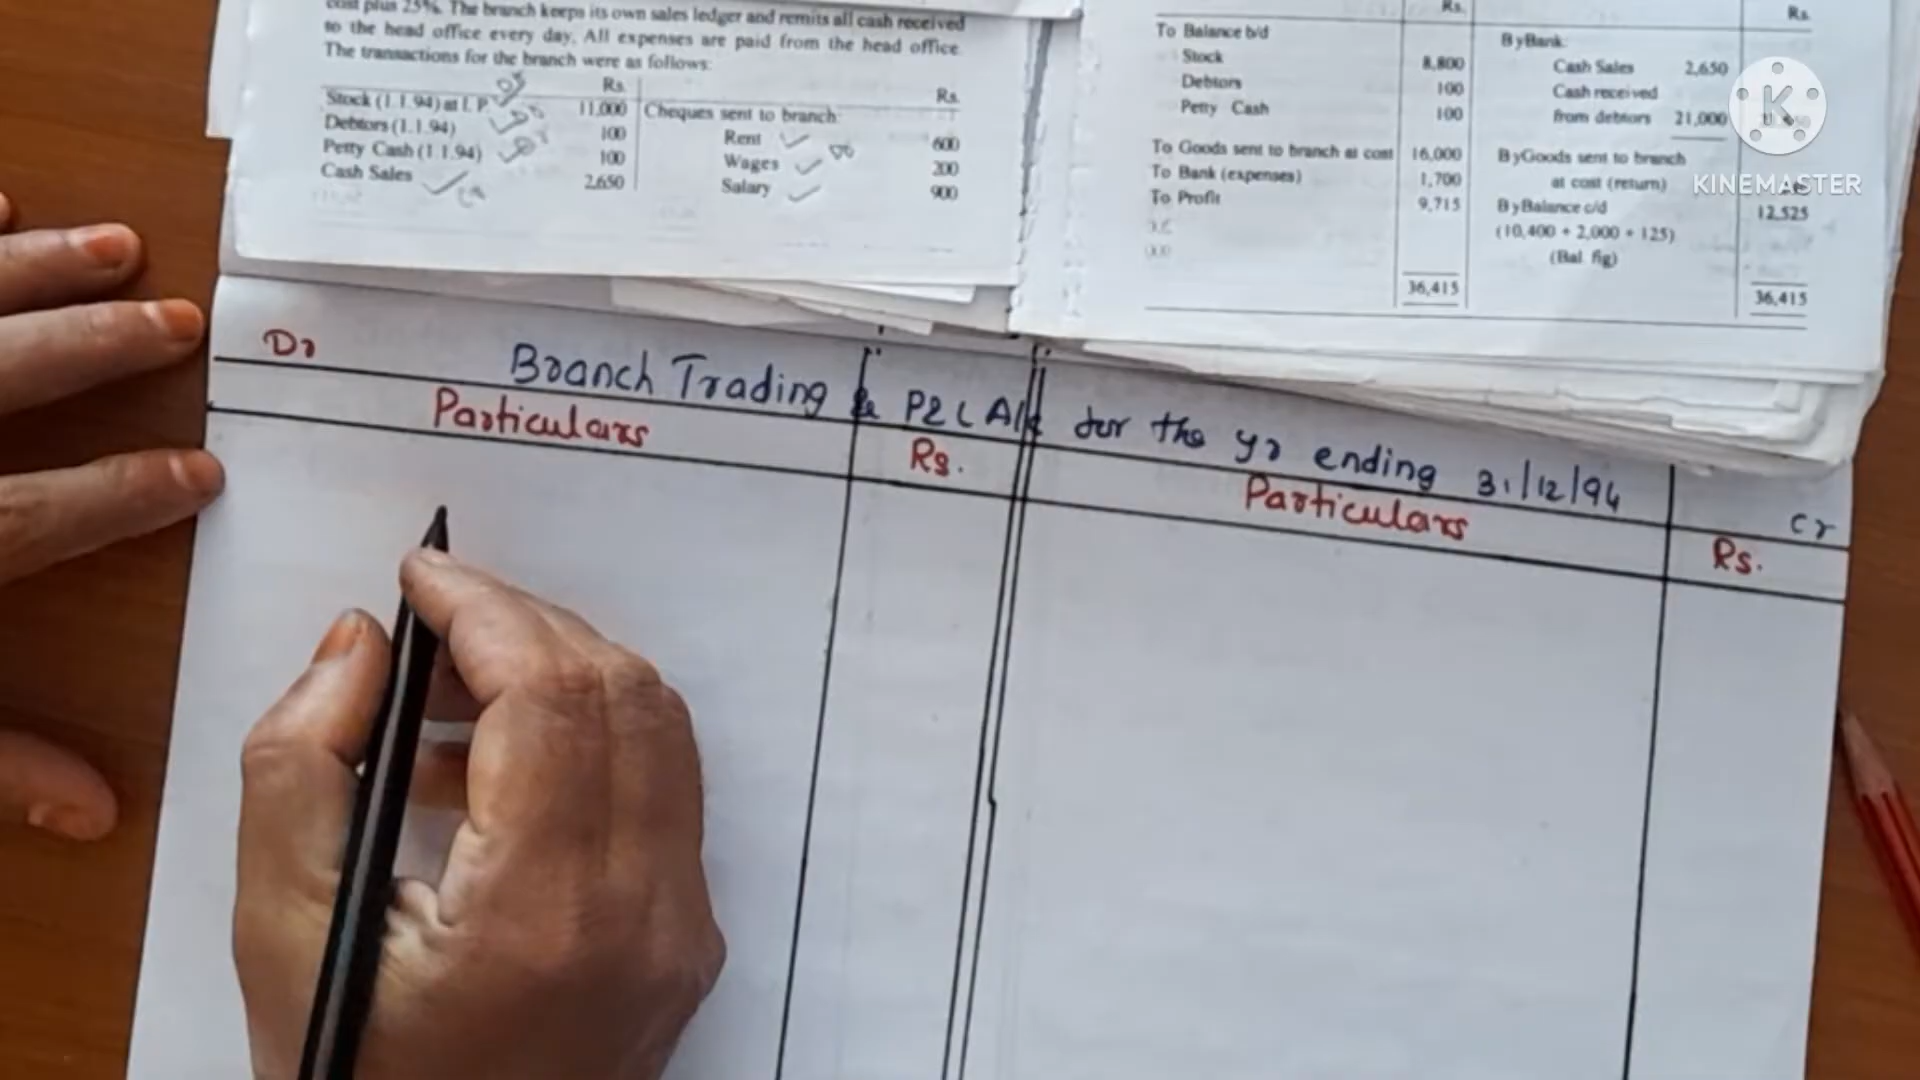 cost plus 25%. The branch keeps its own sales ledger and remits all cash received
to the head office every day. All expenses are paid from the head office.
The transactions for the branch were as follows:
Rs. Rs.
Stock (1.1.94) at I. P 11,000 Cheques sent to branch:
Debtors (1.1.94) 100 Rent 600
Petty Cash (1.1.94) 100 Wages 200
Cash Sales 2,650 Salary 900
Rs. Rs.
To Balance b/d By Bank:
Stock 8,800 Cash Sales 2,650
Debtors 100 Cash received
Petty Cash 100 from debtors 21,000
To Goods sent to branch at cost 16,000 By Goods sent to branch
To Bank (expenses) 1,700 at cost (return)
To Profit 9,715 By Balance c/d 12,525
(10,400 + 2,000 + 125)
(Bal. fig)
36,415 36,415
KINEMASTER
Dr Branch Trading & P&L A/c for the yr ending 31/12/94 Cr
Particulars Rs. Particulars Rs.